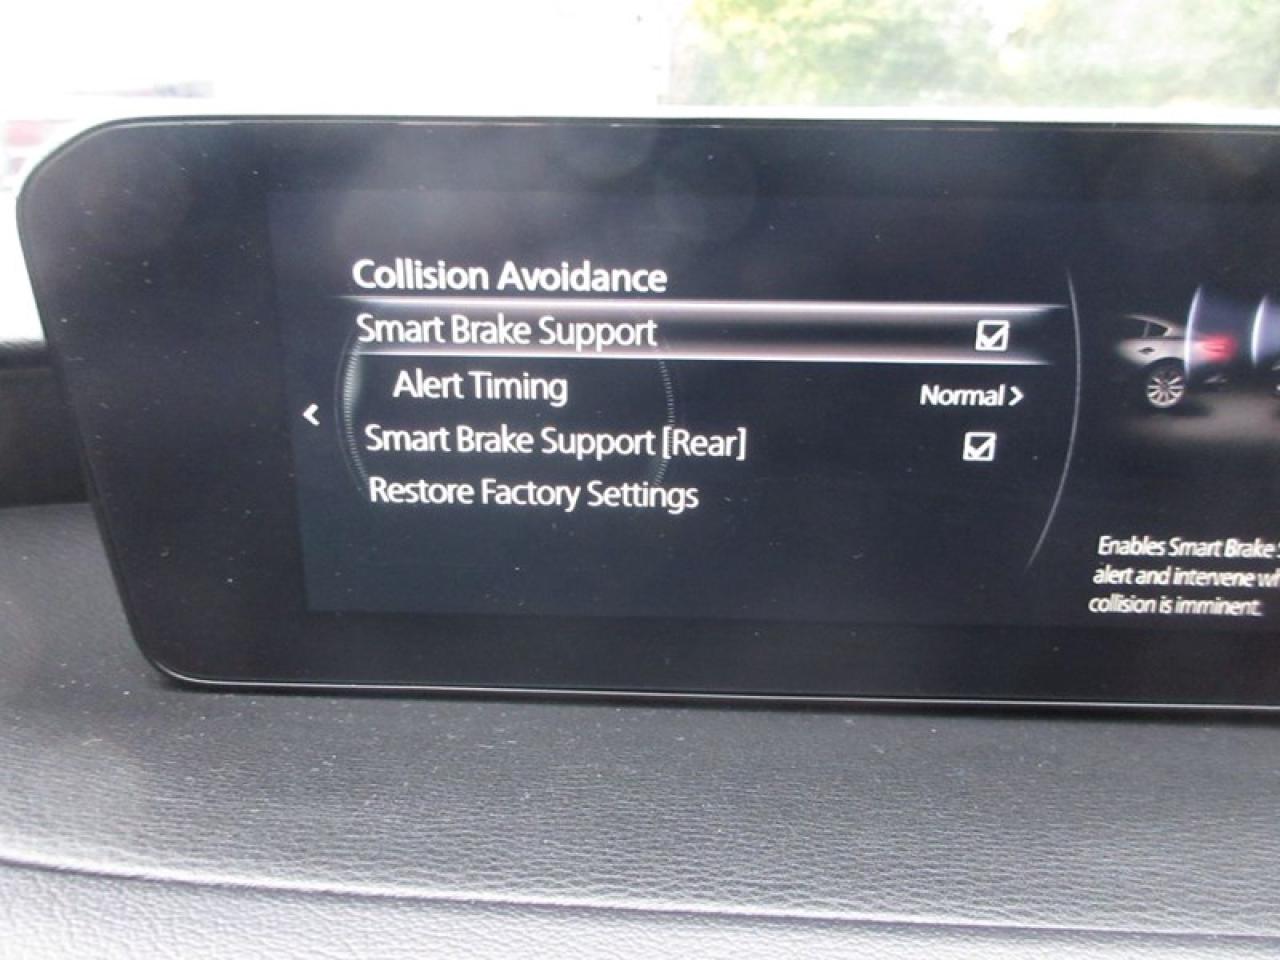 Collision Avoidance
Smart Brake Support
Alert Timing
Normal >
<
Smart Brake Support [Rear]
Restore Factory Settings
Enables Smart Brake
alert and intervene
collision is imminent.